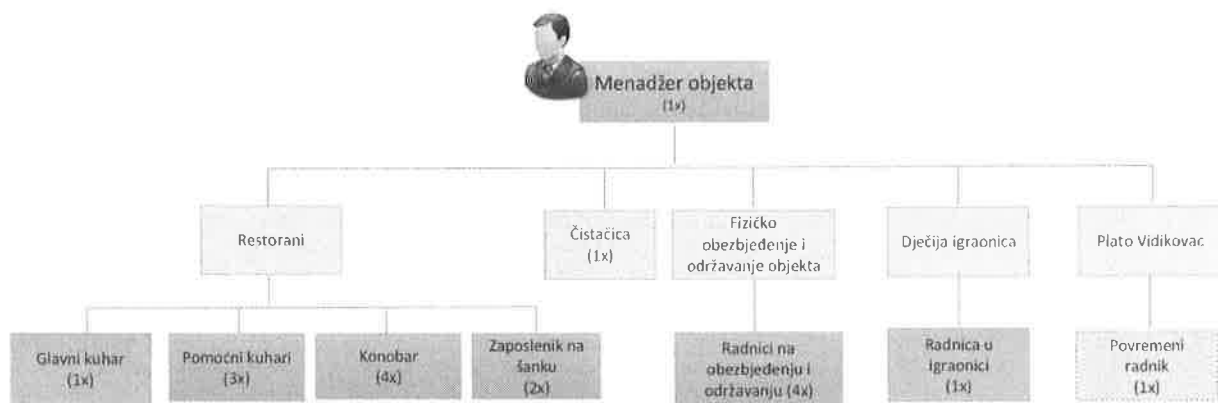 Menadžer objekta
(1x)
Restorani
Čistačica
(1x)
Fizičko
obezbjeđenje i
održavanje objekta
Dječija igraonica
Plato Vidikovac
Glavni kuhar
(1x)
Pomoćni kuhari
(3x)
Konobar
(4x)
Zaposlenik na
šanku
(2x)
Radnici na
obezbjeđenju i
održavanju (4x)
Radnica u
igraonici
(1x)
Povremeni
radnik
(1x)